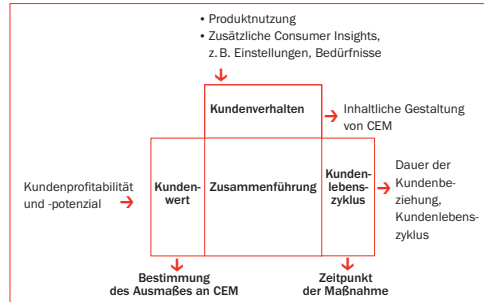 • Produktnutzung
• Zusätzliche Consumer Insights,
z. B. Einstellungen, Bedürfnisse
Kundenverhalten
Inhaltliche Gestaltung
von CEM
Kundenprofitabilität
und -potenzial
Kunden-
wert
Zusammenführung
Kunden-
lebens-
zyklus
Dauer der
Kundenbe-
ziehung,
Kundenlebens-
zyklus
Bestimmung
des Ausmaßes an CEM
Zeitpunkt
der Maßnahme